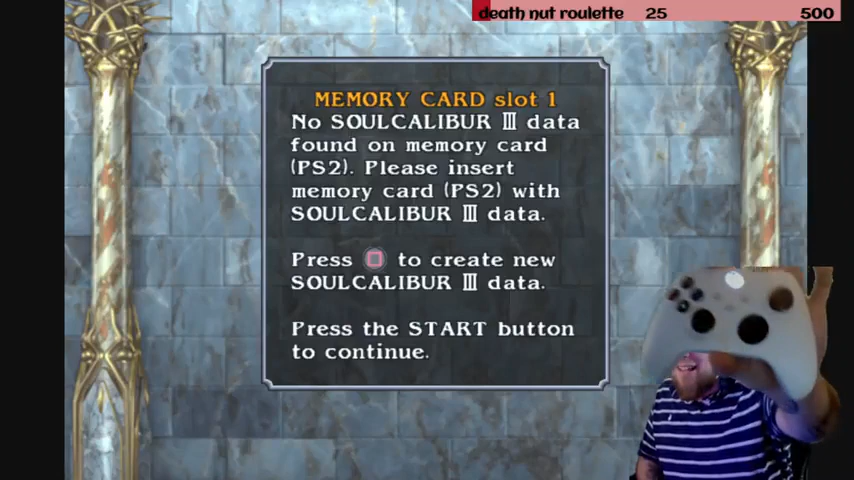 death nut roulette 25 500
MEMORY CARD slot 1
No SOULCALIBUR III data
found on memory card
(PS2). Please insert
memory card (PS2) with
SOULCALIBUR III data.
Press □ to create new
SOULCALIBUR III data.
Press the START button
to continue.